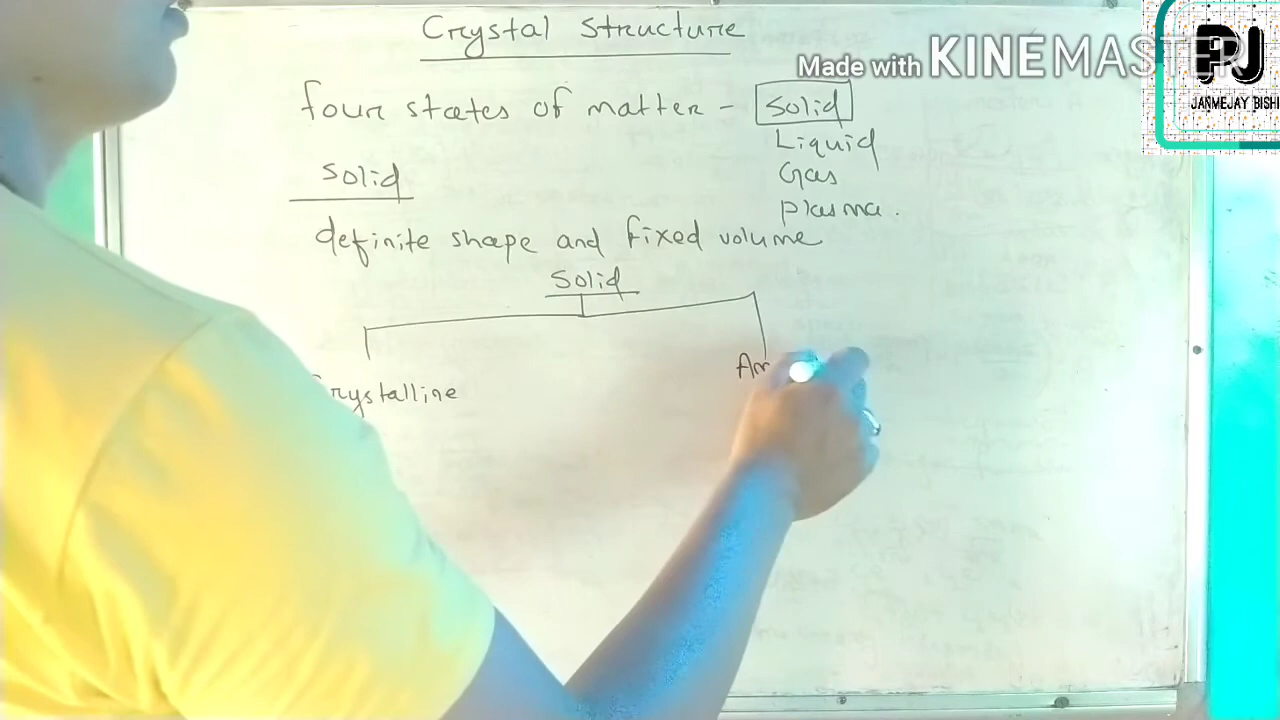 Crystal Structure
Made with KINEMASTER
PJ
JANMEJAY BISHI
four states of matter - Solid
Liquid
Gas
plasma.
Solid
definite shape and fixed volume
Solid
Crystalline
Am